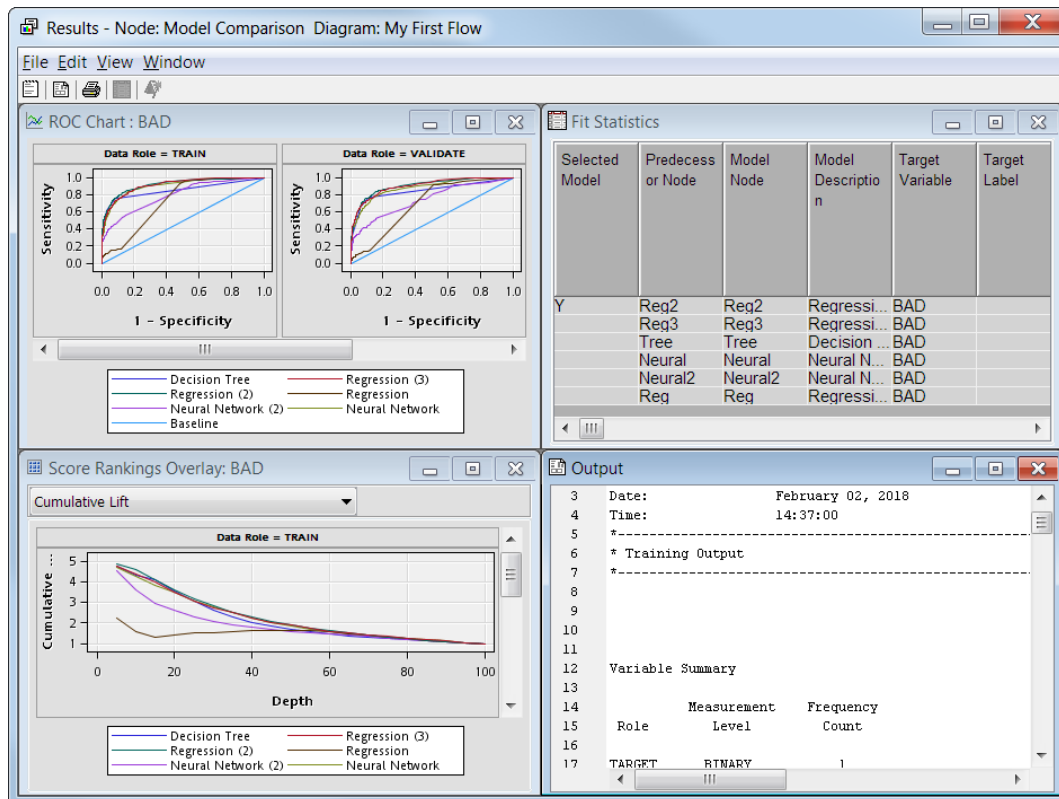 Results - Node: Model Comparison Diagram: My First Flow
File Edit View Window
ROC Chart : BAD
Data Role = TRAIN
Data Role = VALIDATE
Sensitivity
1.0
0.8
0.6
0.4
0.2
0.0
0.0 0.2 0.4 0.6 0.8 1.0
1 - Specificity
Sensitivity
1.0
0.8
0.6
0.4
0.2
0.0
0.0 0.2 0.4 0.6 0.8 1.0
1 - Specificity
Decision Tree Regression (3)
Regression (2) Regression
Neural Network (2) Neural Network
Baseline
Fit Statistics
Selected Predecess Model Model Target Target
Model or Node Node Descriptio Variable Label
n
Y Reg2 Reg2 Regressi... BAD
Reg3 Reg3 Regressi... BAD
Tree Tree Decision ... BAD
Neural Neural Neural N... BAD
Neural2 Neural2 Neural N... BAD
Reg Reg Regressi... BAD
Score Rankings Overlay: BAD
Cumulative Lift
Data Role = TRAIN
Cumulative ...
5
4
3
2
1
0 20 40 60 80 100
Depth
Decision Tree Regression (3)
Regression (2) Regression
Neural Network (2) Neural Network
Output
3 Date: February 02, 2018
4 Time: 14:37:00
5 *------------------------------------------------------------
6 * Training Output
7 *------------------------------------------------------------
8
9
10
11
12 Variable Summary
13
14 Measurement Frequency
15 Role Level Count
16
17 TARGET BINARY 1